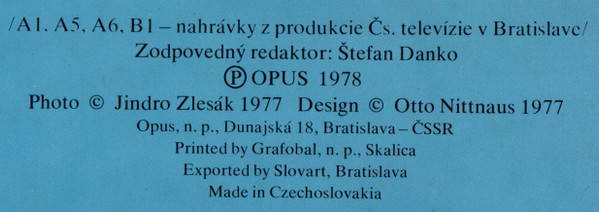 /A1, A5, A6, B1 – nahrávky z produkcie Čs. televízie v Bratislave/
Zodpovedný redaktor: Štefan Danko
Ⓟ OPUS 1978
Photo © Jindro Zlesák 1977 Design © Otto Nittnaus 1977
Opus, n. p., Dunajská 18, Bratislava – ČSSR
Printed by Grafobal, n. p., Skalica
Exported by Slovart, Bratislava
Made in Czechoslovakia